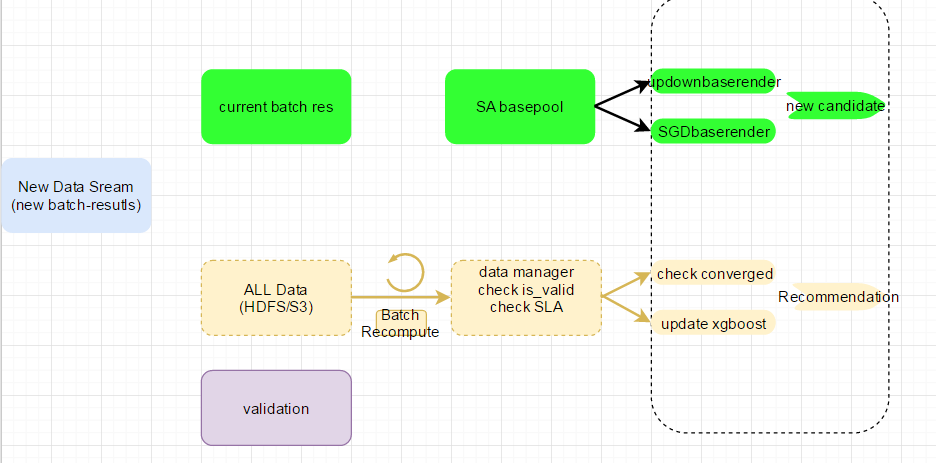 current batch res
SA basepool
updownbaserender
new candidate
SGDbaserender
New Data Sream
(new batch-resutls)
ALL Data
(HDFS/S3)
Batch
Recompute
data manager
check is_valid
check SLA
check converged
Recommendation
update xgboost
validation